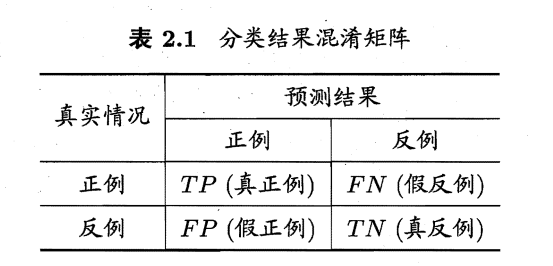 表 2.1 分类结果混淆矩阵
真实情况 预测结果
正例 反例
正例 TP (真正例) FN (假反例)
反例 FP (假正例) TN (真反例)